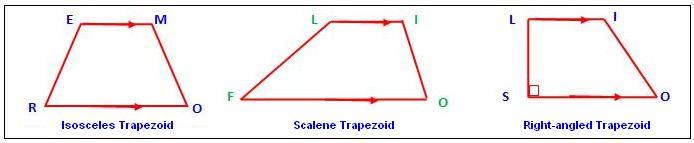 E M
R O
Isosceles Trapezoid
L I
F O
Scalene Trapezoid
L I
S O
Right-angled Trapezoid